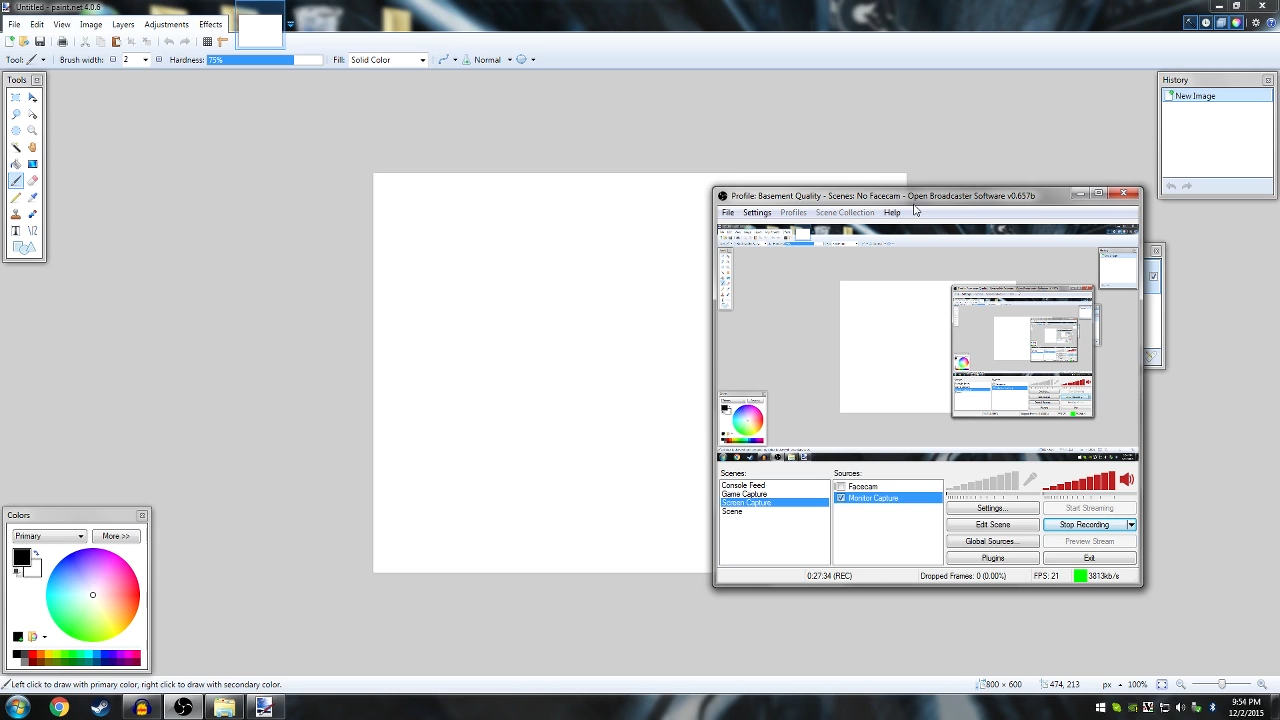 Untitled - paint.net 4.0.6
File Edit View Image Layers Adjustments Effects
Tool: Brush width: 2 Hardness: 75% Fill: Solid Color Normal
Tools
History
New Image
Profile: Basement Quality - Scenes: No Facecam - Open Broadcaster Software v0.657b
File Settings Profiles Scene Collection Help
Scenes:
Console Feed
Game Capture
Screen Capture
Scene
Sources:
Facecam
Monitor Capture
Settings...
Start Streaming
Edit Scene
Stop Recording
Global Sources...
Preview Stream
Plugins
Exit
0:27:34 (REC) Dropped Frames: 0 (0.00%) FPS: 21 3813kb/s
Colors
Primary
More >>
Left click to draw with primary color, right click to draw with secondary color.
800 × 600 474, 213 px 100%
9:54 PM
12/2/2015